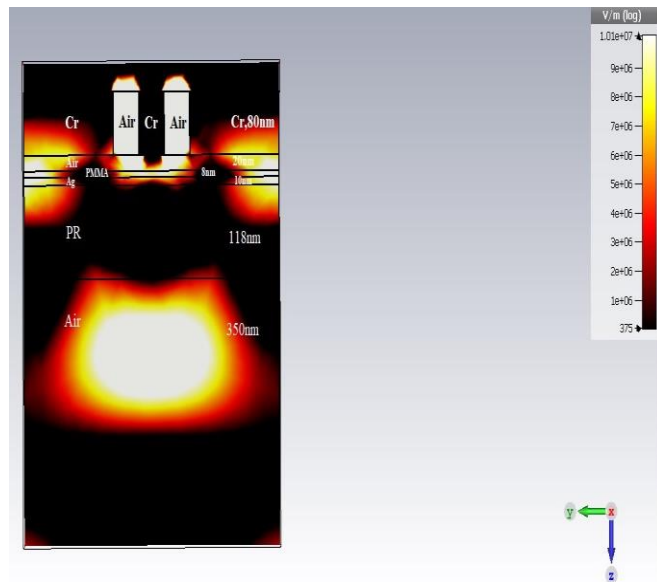 V/m (log)
1.01e+07
9e+06
8e+06
7e+06
6e+06
5e+06
4e+06
3e+06
2e+06
1e+06
375
Cr Air Cr Air Cr,80nm
Air 20nm
PMMA 8nm
Ag 10nm
PR 118nm
Air 350nm
y x
z